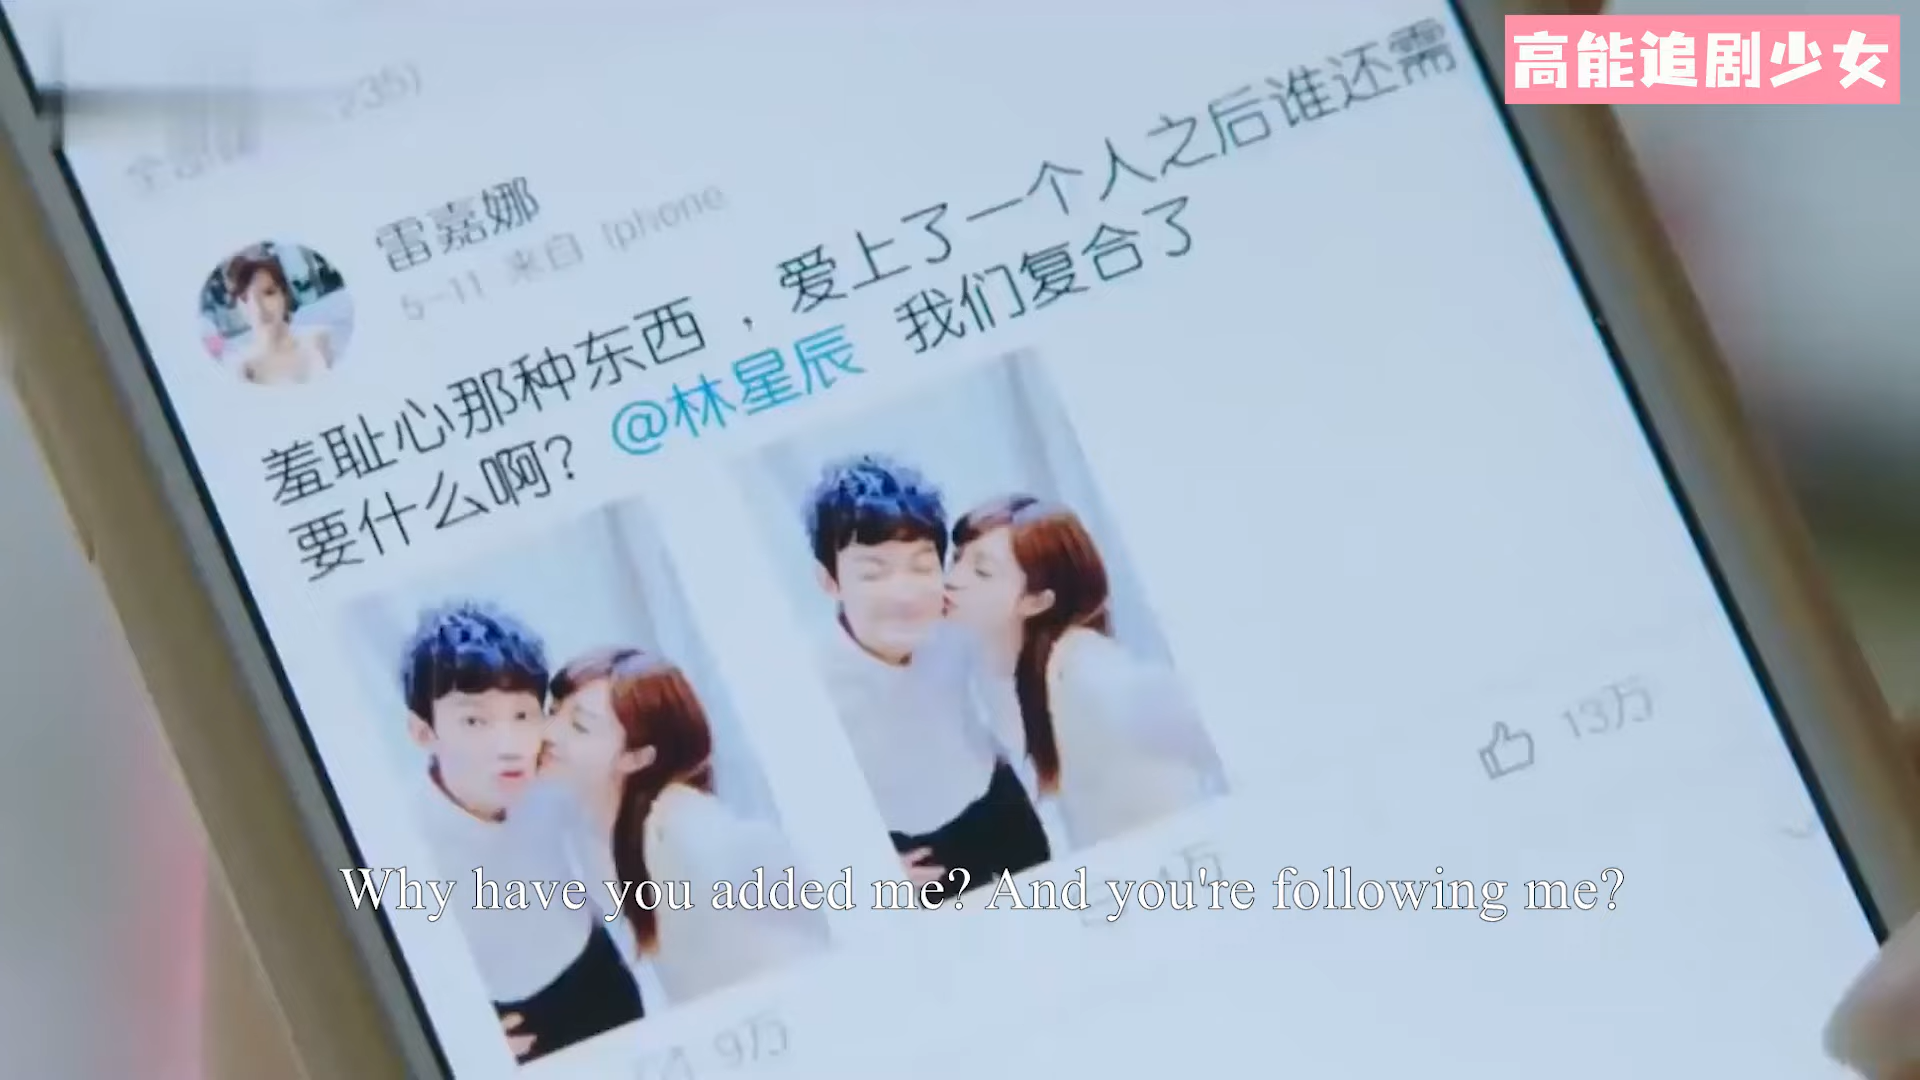 高能追剧少女
235)
雷嘉娜
5-11 来自 Iphone
羞耻心那种东西，爱上了一个人之后谁还需
要什么啊？@林星辰 我们复合了
13万
9万
Why have you added me? And you're following me?